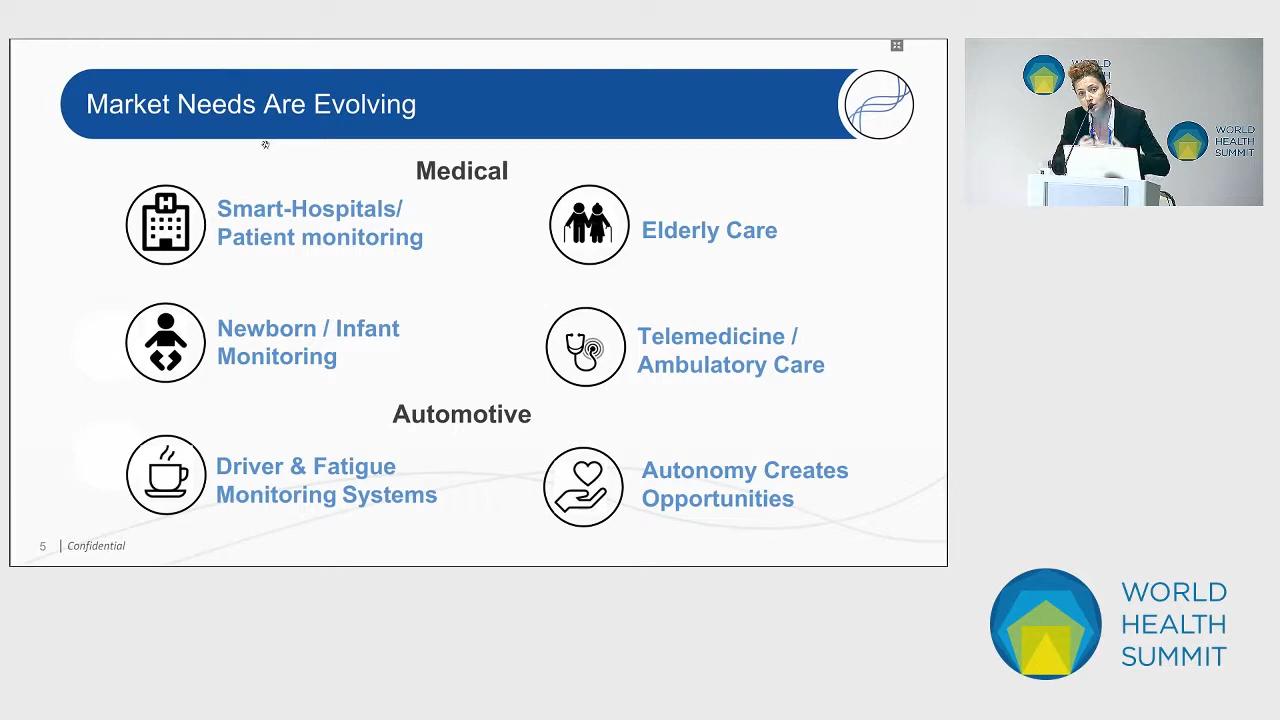 Market Needs Are Evolving
Medical
Smart-Hospitals/
Patient monitoring
Elderly Care
Newborn / Infant
Monitoring
Telemedicine /
Ambulatory Care
Automotive
Driver & Fatigue
Monitoring Systems
Autonomy Creates
Opportunities
5 | Confidential
H
WORLD
HEALTH
SUMMIT
WORLD
HEALTH
SUMMIT